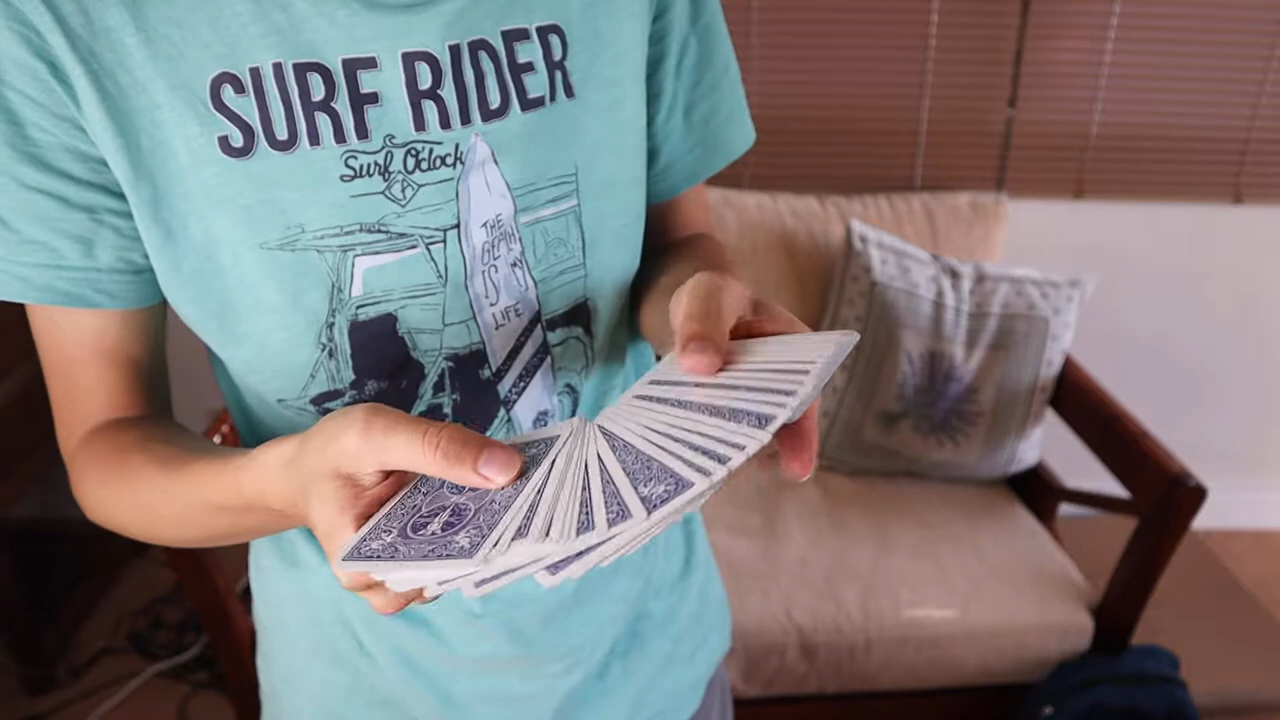 SURF RIDER
Surf O'clock
THE
BEACH
IS MY
LIFE